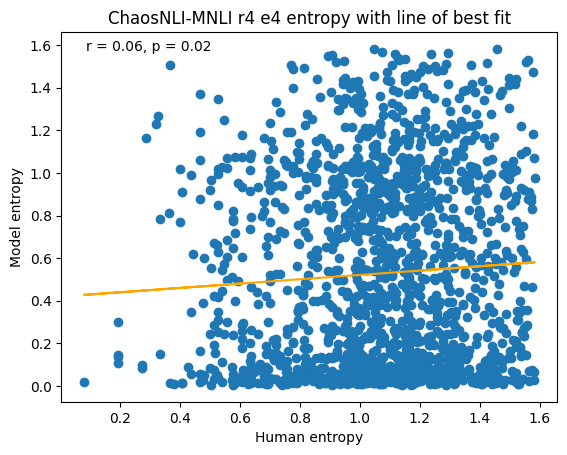 ChaosNLI-MNLI r4 e4 entropy with line of best fit
r = 0.06, p = 0.02
1.6
1.4
1.2
1.0
0.8
0.6
0.4
0.2
0.0
Model entropy
0.2 0.4 0.6 0.8 1.0 1.2 1.4 1.6
Human entropy